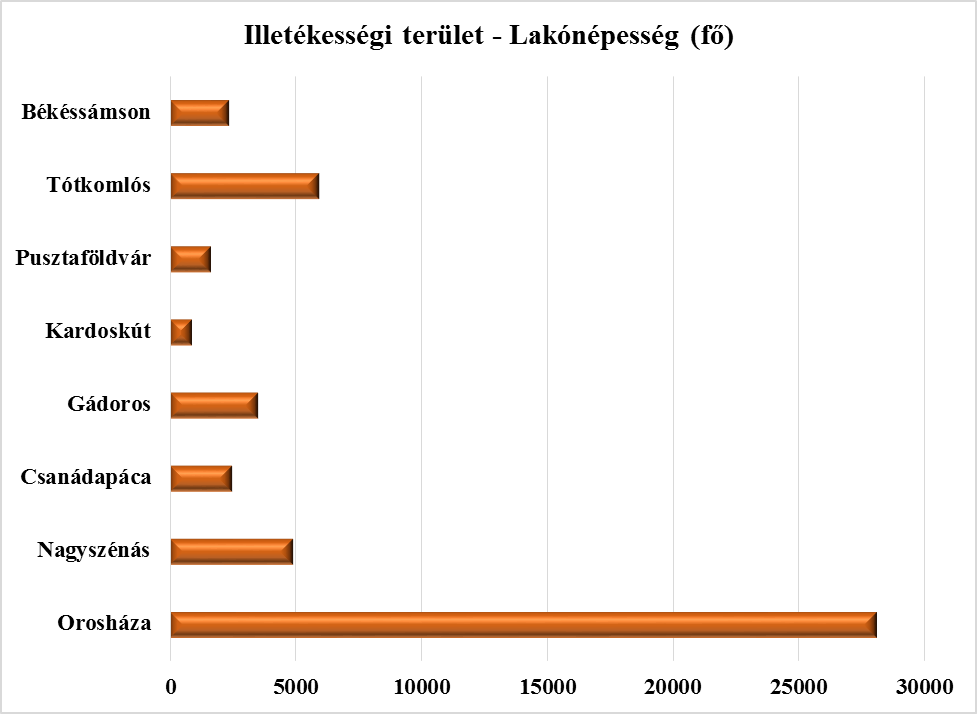 Illetékességi terület - Lakónépesség (fő)
Békéssámson
Tótkomlós
Pusztaföldvár
Kardoskút
Gádoros
Csanádapáca
Nagyszénás
Orosháza
0 5000 10000 15000 20000 25000 30000